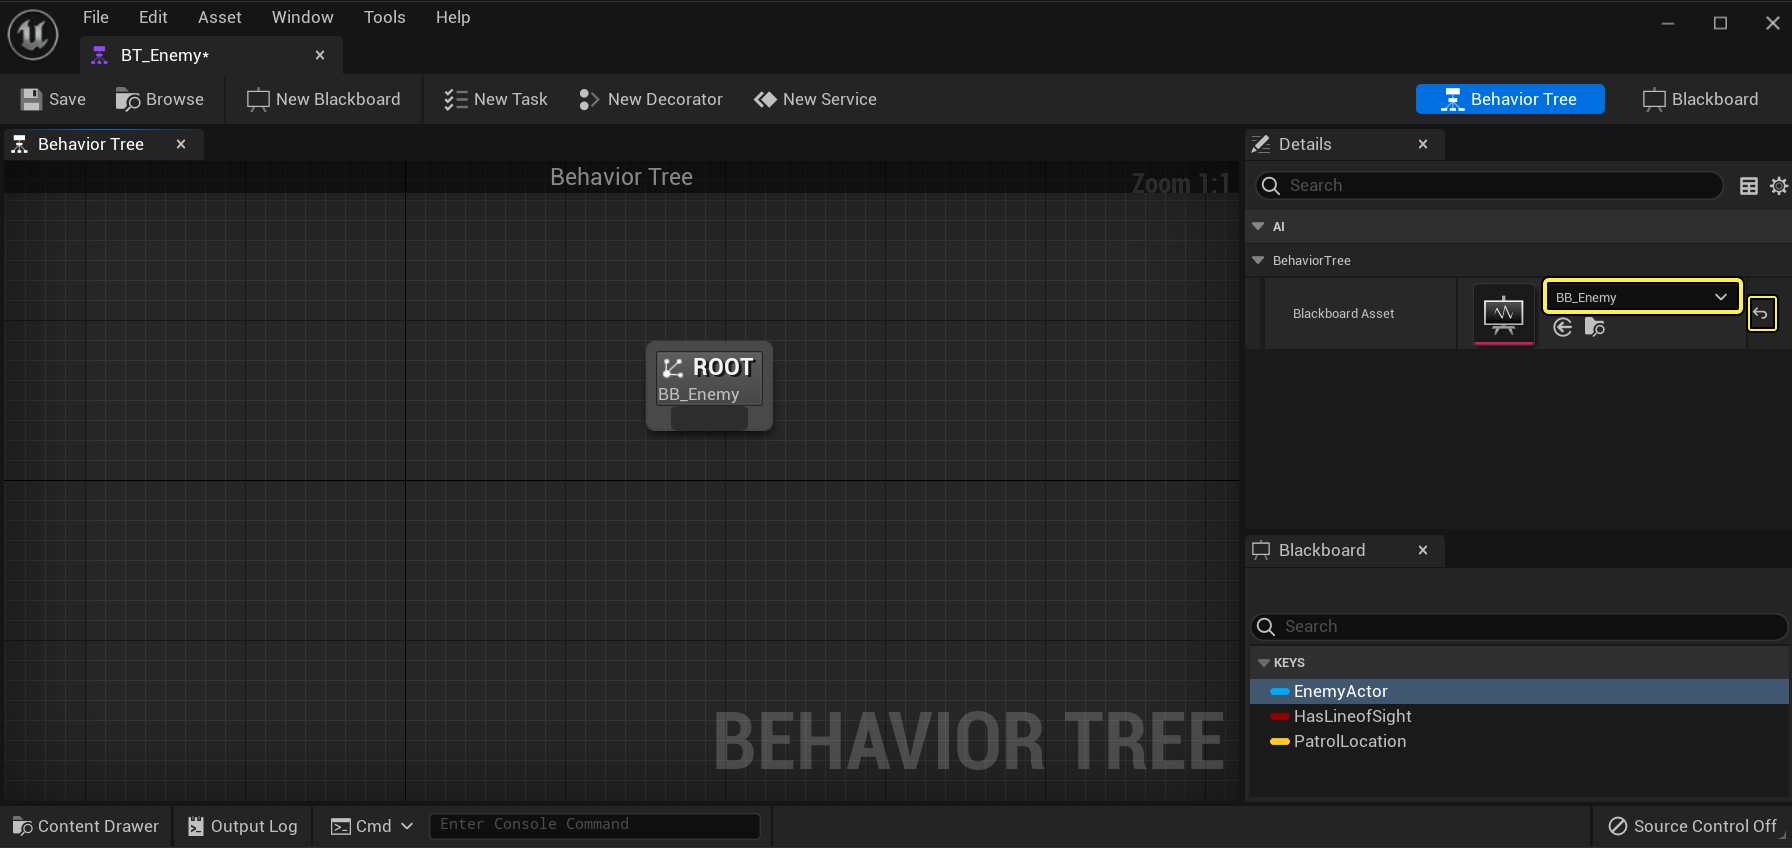 File Edit Asset Window Tools Help
BT_Enemy*
Save Browse New Blackboard New Task New Decorator New Service Behavior Tree Blackboard
Behavior Tree
Behavior Tree
Zoom 1:1
ROOT
BB_Enemy
BEHAVIOR TREE
Details
Search
AI
BehaviorTree
Blackboard Asset
BB_Enemy
Blackboard
Search
KEYS
EnemyActor
HasLineofSight
PatrolLocation
Content Drawer Output Log Cmd Enter Console Command Source Control Off